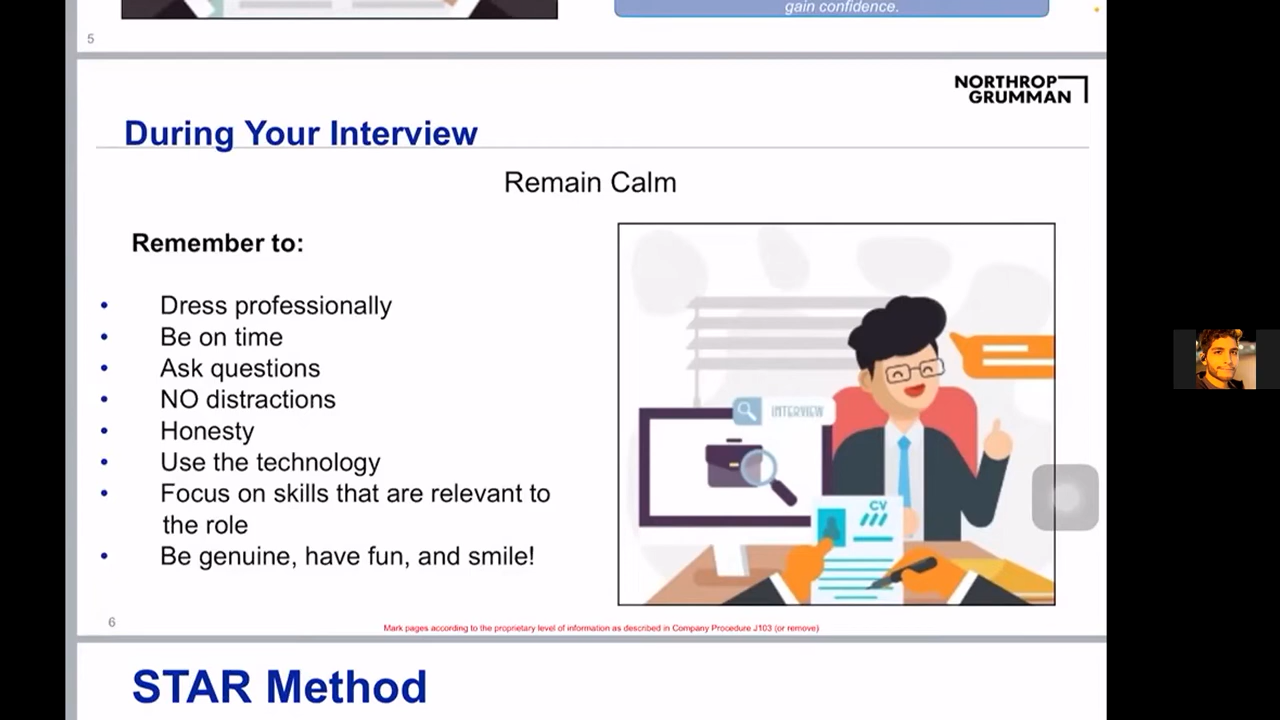 gain confidence.
5
NORTHROP
GRUMMAN
During Your Interview
Remain Calm
Remember to:
• Dress professionally
• Be on time
• Ask questions
• NO distractions
• Honesty
• Use the technology
• Focus on skills that are relevant to
the role
• Be genuine, have fun, and smile!
INTERVIEW
CV
6
Mark pages according to the proprietary level of information as described in Company Procedure J103 (or remove)
STAR Method